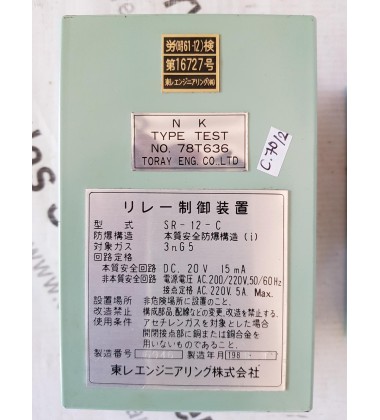 労(0861-12)検
第16727号
東レエンジニアリング(株)
N K
TYPE TEST
NO. 78T636
TORAY ENG. CO. LTD
C.70/2
リレー制御装置
型式 SR-12-C
防爆構造 本質安全防爆構造(i)
対象ガス 3nG5
回路定格
本質安全回路 DC. 20V 15mA
非本質安全回路 電源電圧 AC.200/220V,50/60Hz
接点定格 AC.220V. 5A Max.
設置場所 非危険場所に設置のこと.
改造禁止 構成部品,配線などの変更,改造を禁止する.
使用条件 アセチレンガスを対象とした場合
開閉接点部に銅または銅合金を
用いないものであること.
製造番号 製造年月 198
東レエンジニアリング株式会社